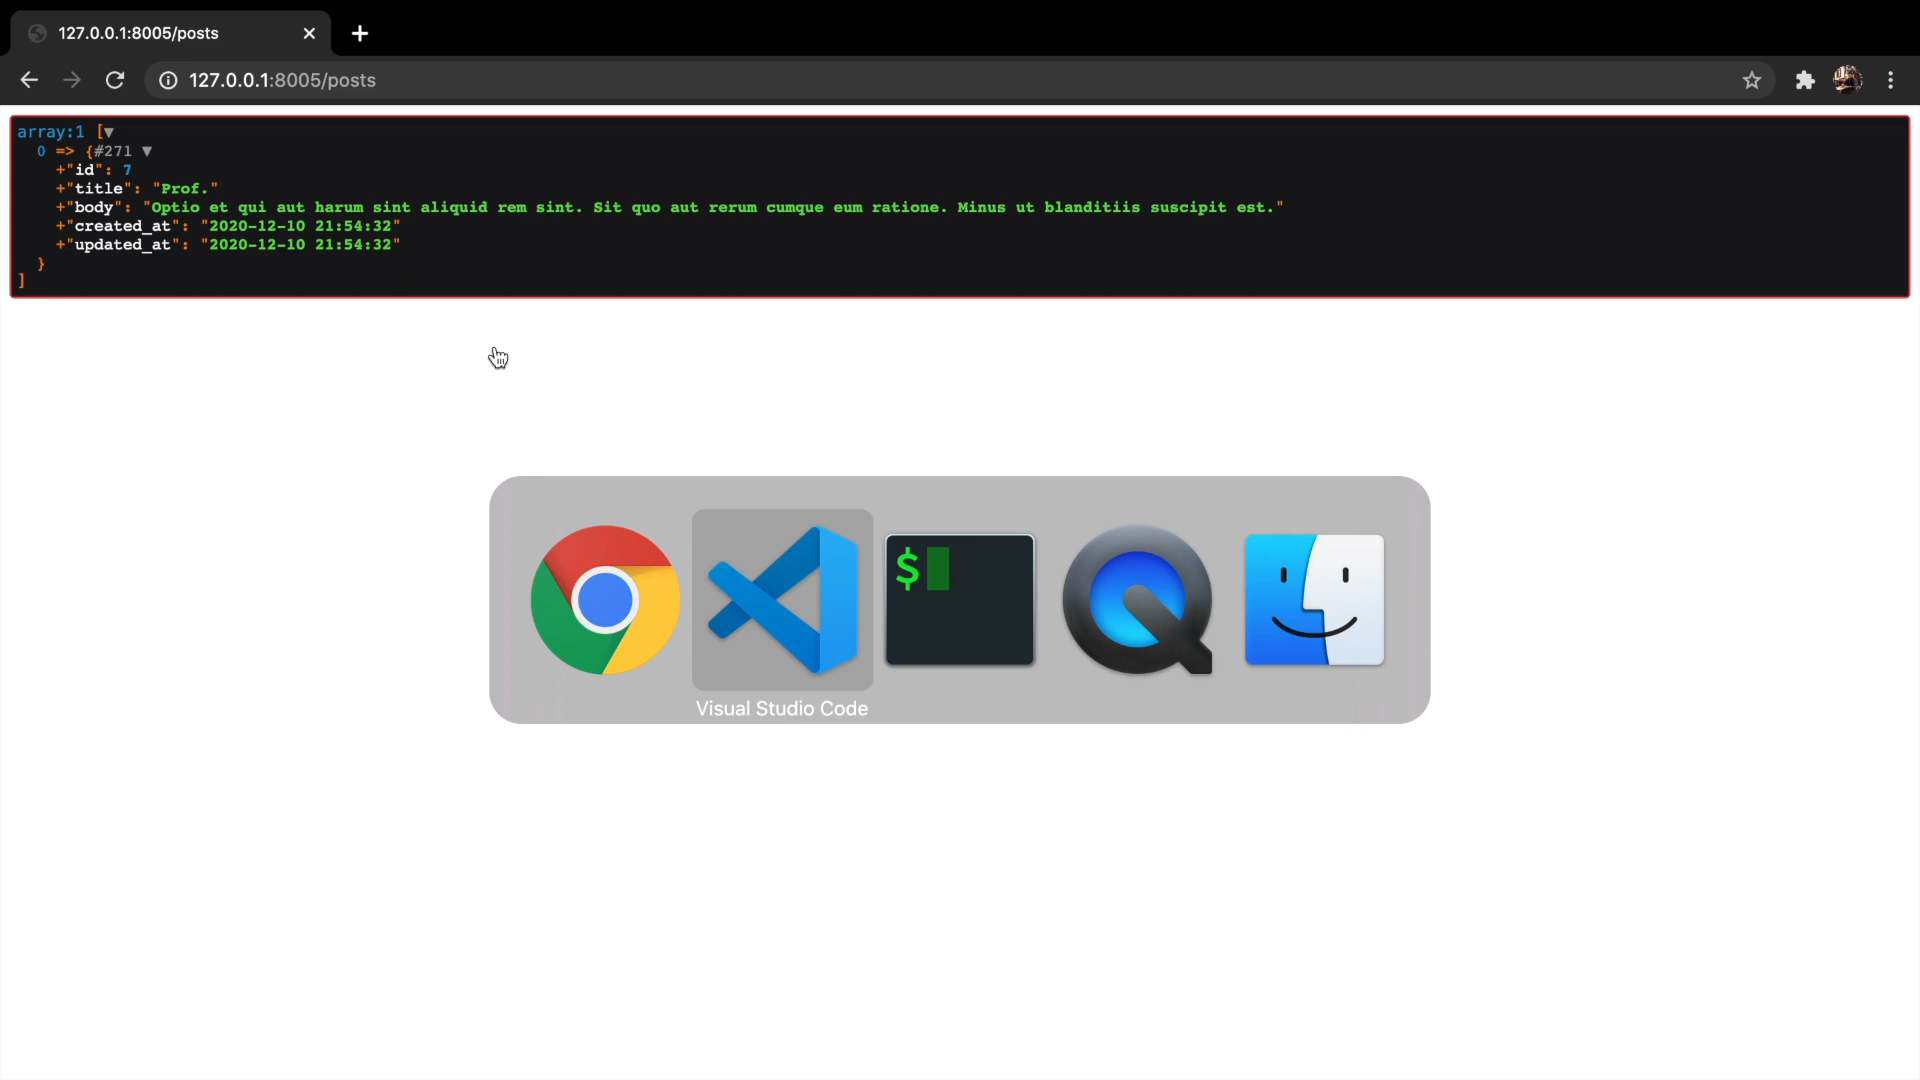 127.0.0.1:8005/posts
127.0.0.1:8005/posts
array:1 [▼
0 => {#271 ▼
+"id": 7
+"title": "Prof."
+"body": "Optio et qui aut harum sint aliquid rem sint. Sit quo aut rerum cumque eum ratione. Minus ut blanditiis suscipit est."
+"created_at": "2020-12-10 21:54:32"
+"updated_at": "2020-12-10 21:54:32"
}
]
$
Visual Studio Code